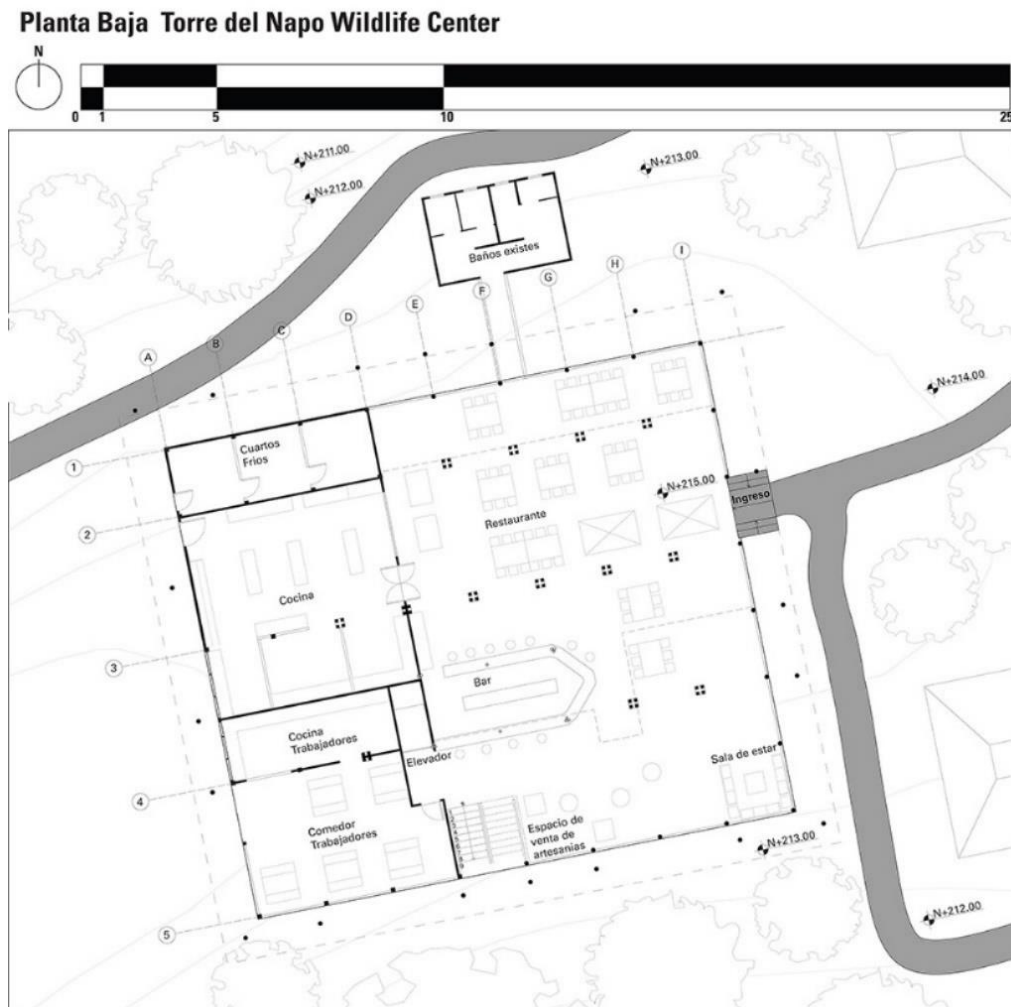 Planta Baja Torre del Napo Wildlife Center
N
0 1 5 10 25
N+211.00
N+213.00
N+212.00
Baños existes
I
H
G
F
E
D
C
B
A
N+214.00
1
Cuartos
Fríos
N+215.00
Ingreso
2
Restaurante
Cocina
3
Bar
Cocina
Trabajadores
Elevador
Sala de estar
4
Comedor
Trabajadores
Espacio de
venta de
artesanias
N+213.00
N+212.00
5